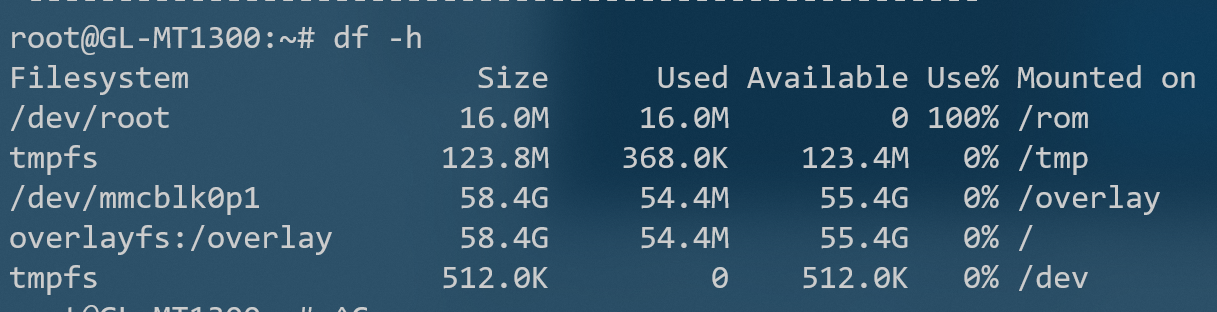 root@GL-MT1300:~# df -h
Filesystem                Size      Used Available Use% Mounted on
/dev/root                16.0M     16.0M         0 100% /rom
tmpfs                   123.8M    368.0K    123.4M   0% /tmp
/dev/mmcblk0p1           58.4G     54.4M     55.4G   0% /overlay
overlayfs:/overlay       58.4G     54.4M     55.4G   0% /
tmpfs                   512.0K         0    512.0K   0% /dev